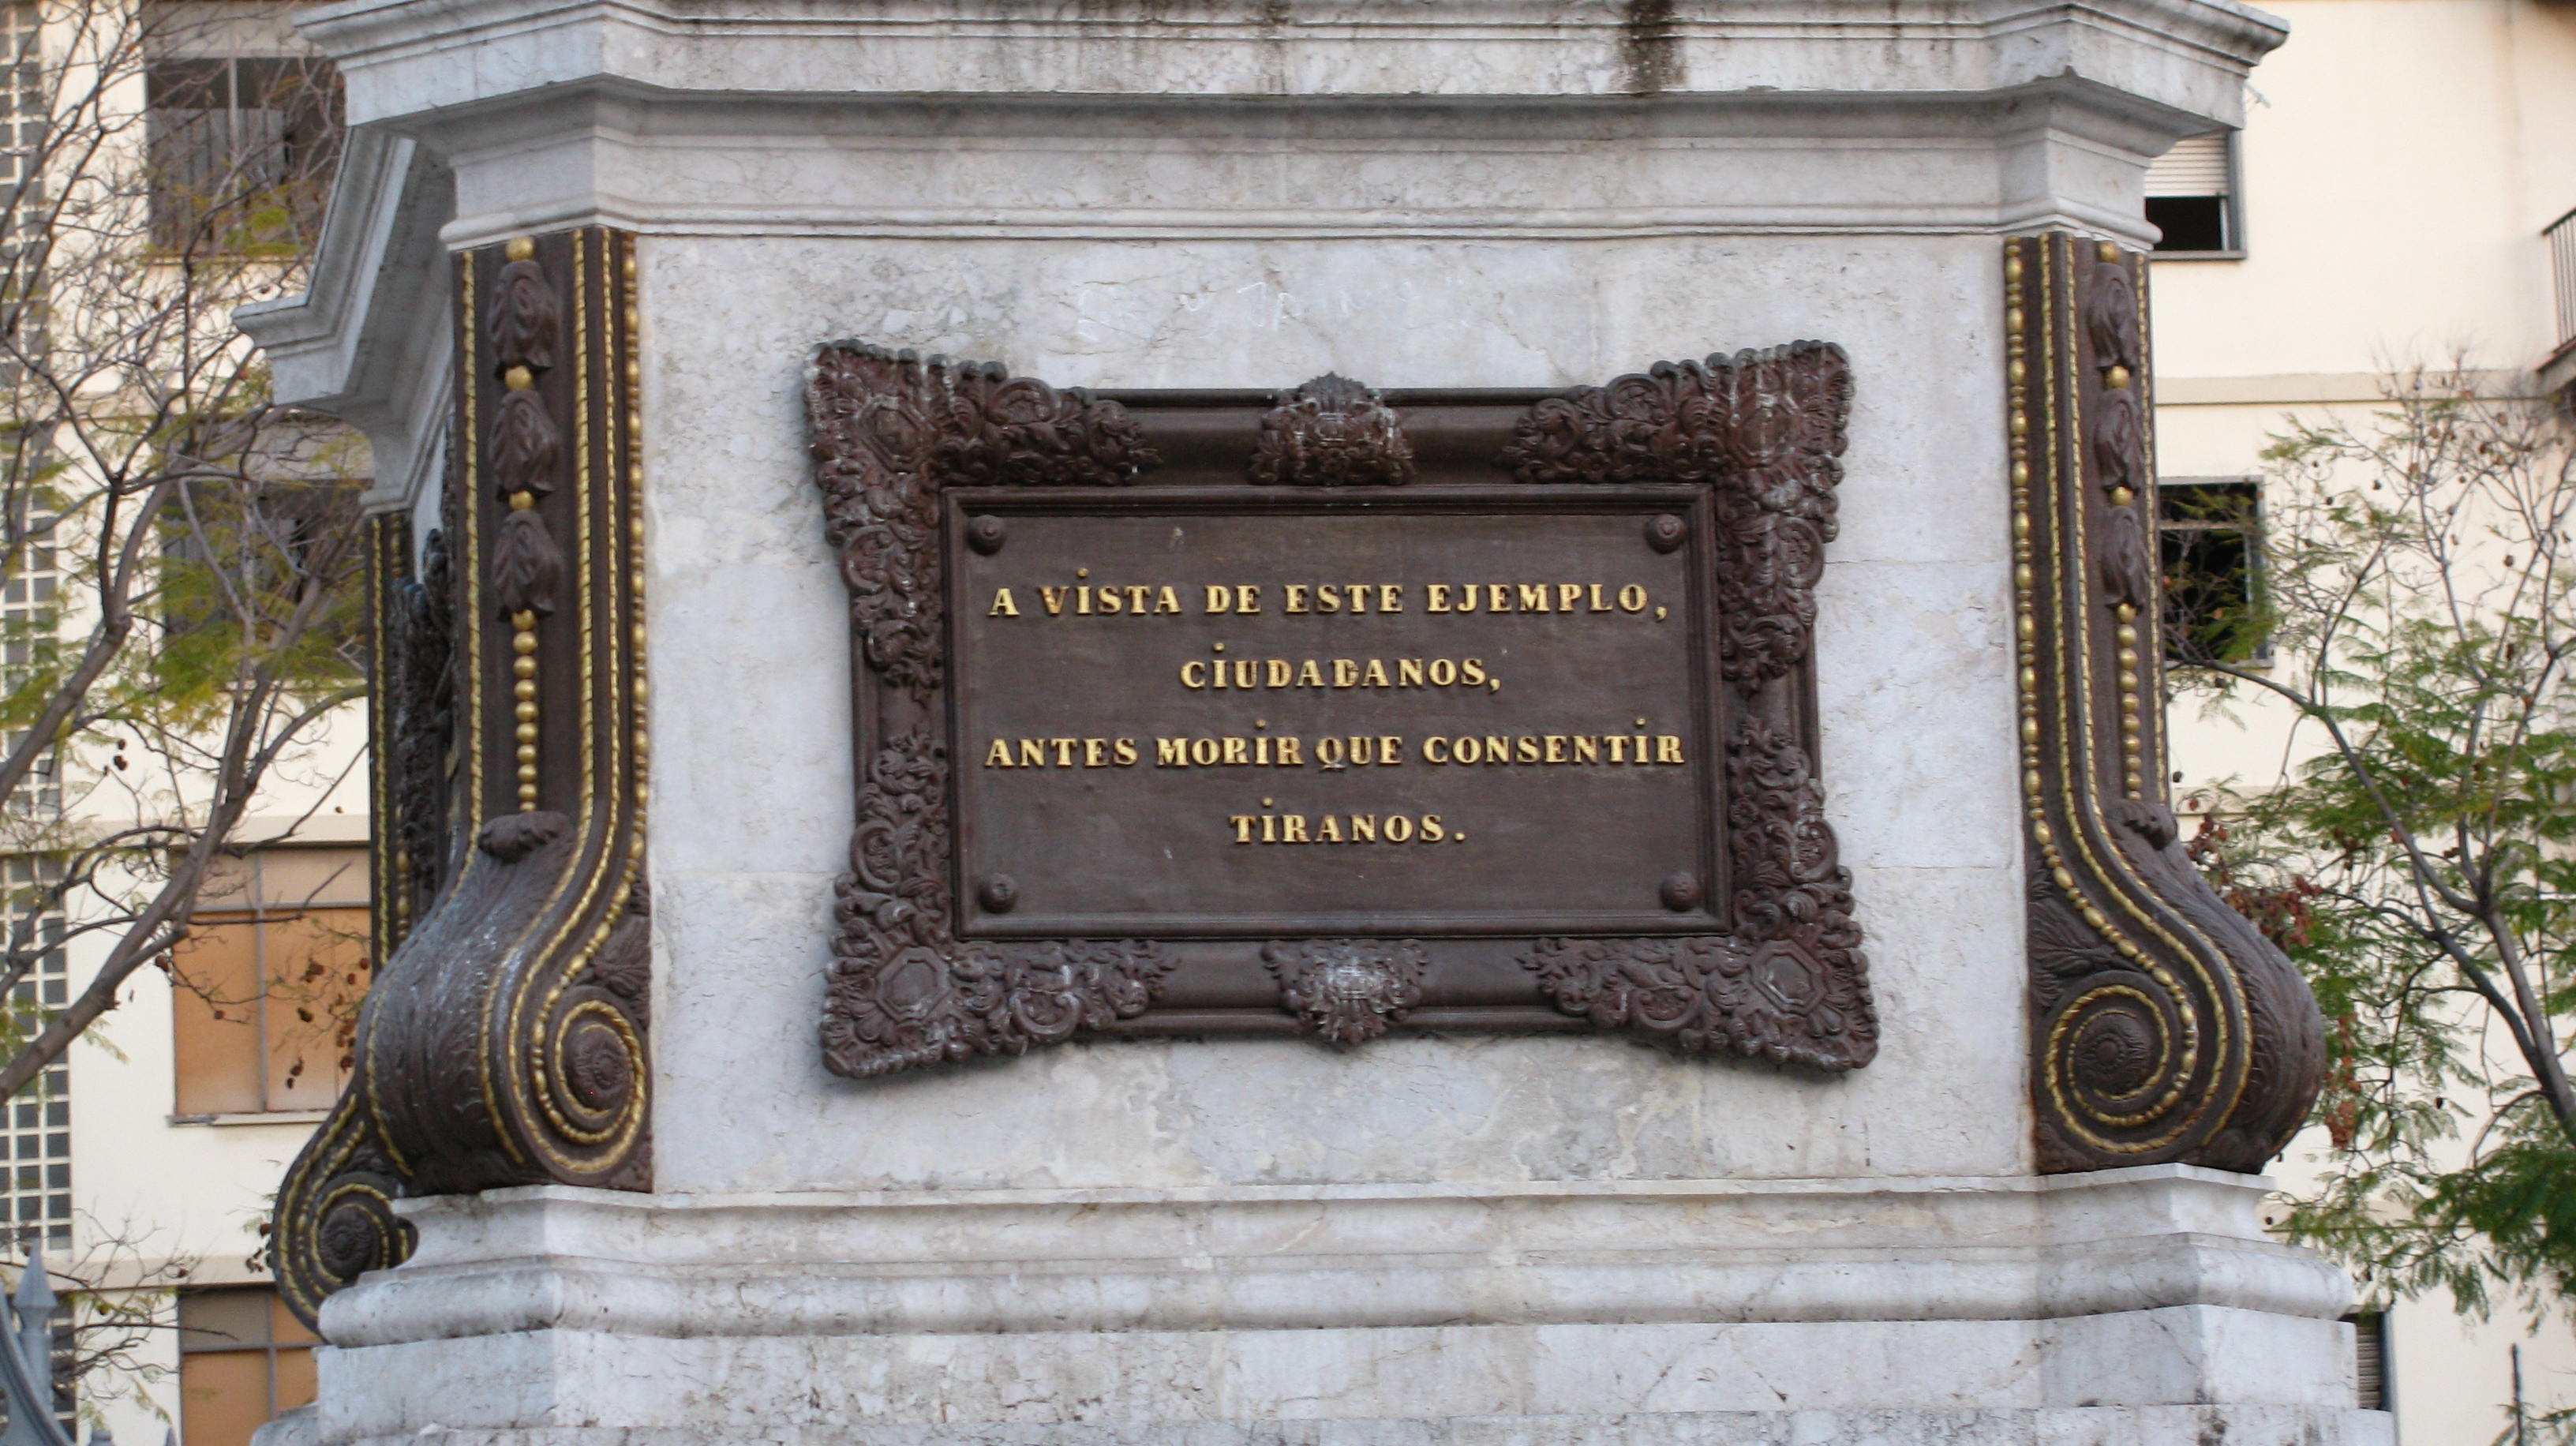 A VISTA DE ESTE EJEMPLO,
CIUDADANOS,
ANTES MORIR QUE CONSENTIR
TIRANOS.